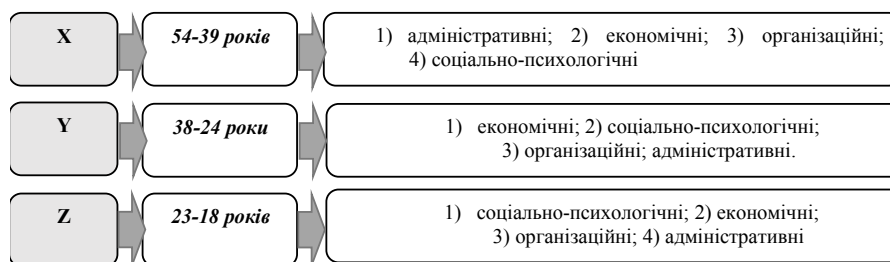 X
54-39 років
1) адміністративні; 2) економічні; 3) організаційні;
4) соціально-психологічні
Y
38-24 роки
1) економічні; 2) соціально-психологічні;
3) організаційні; адміністративні.
Z
23-18 років
1) соціально-психологічні; 2) економічні;
3) організаційні; 4) адміністративні